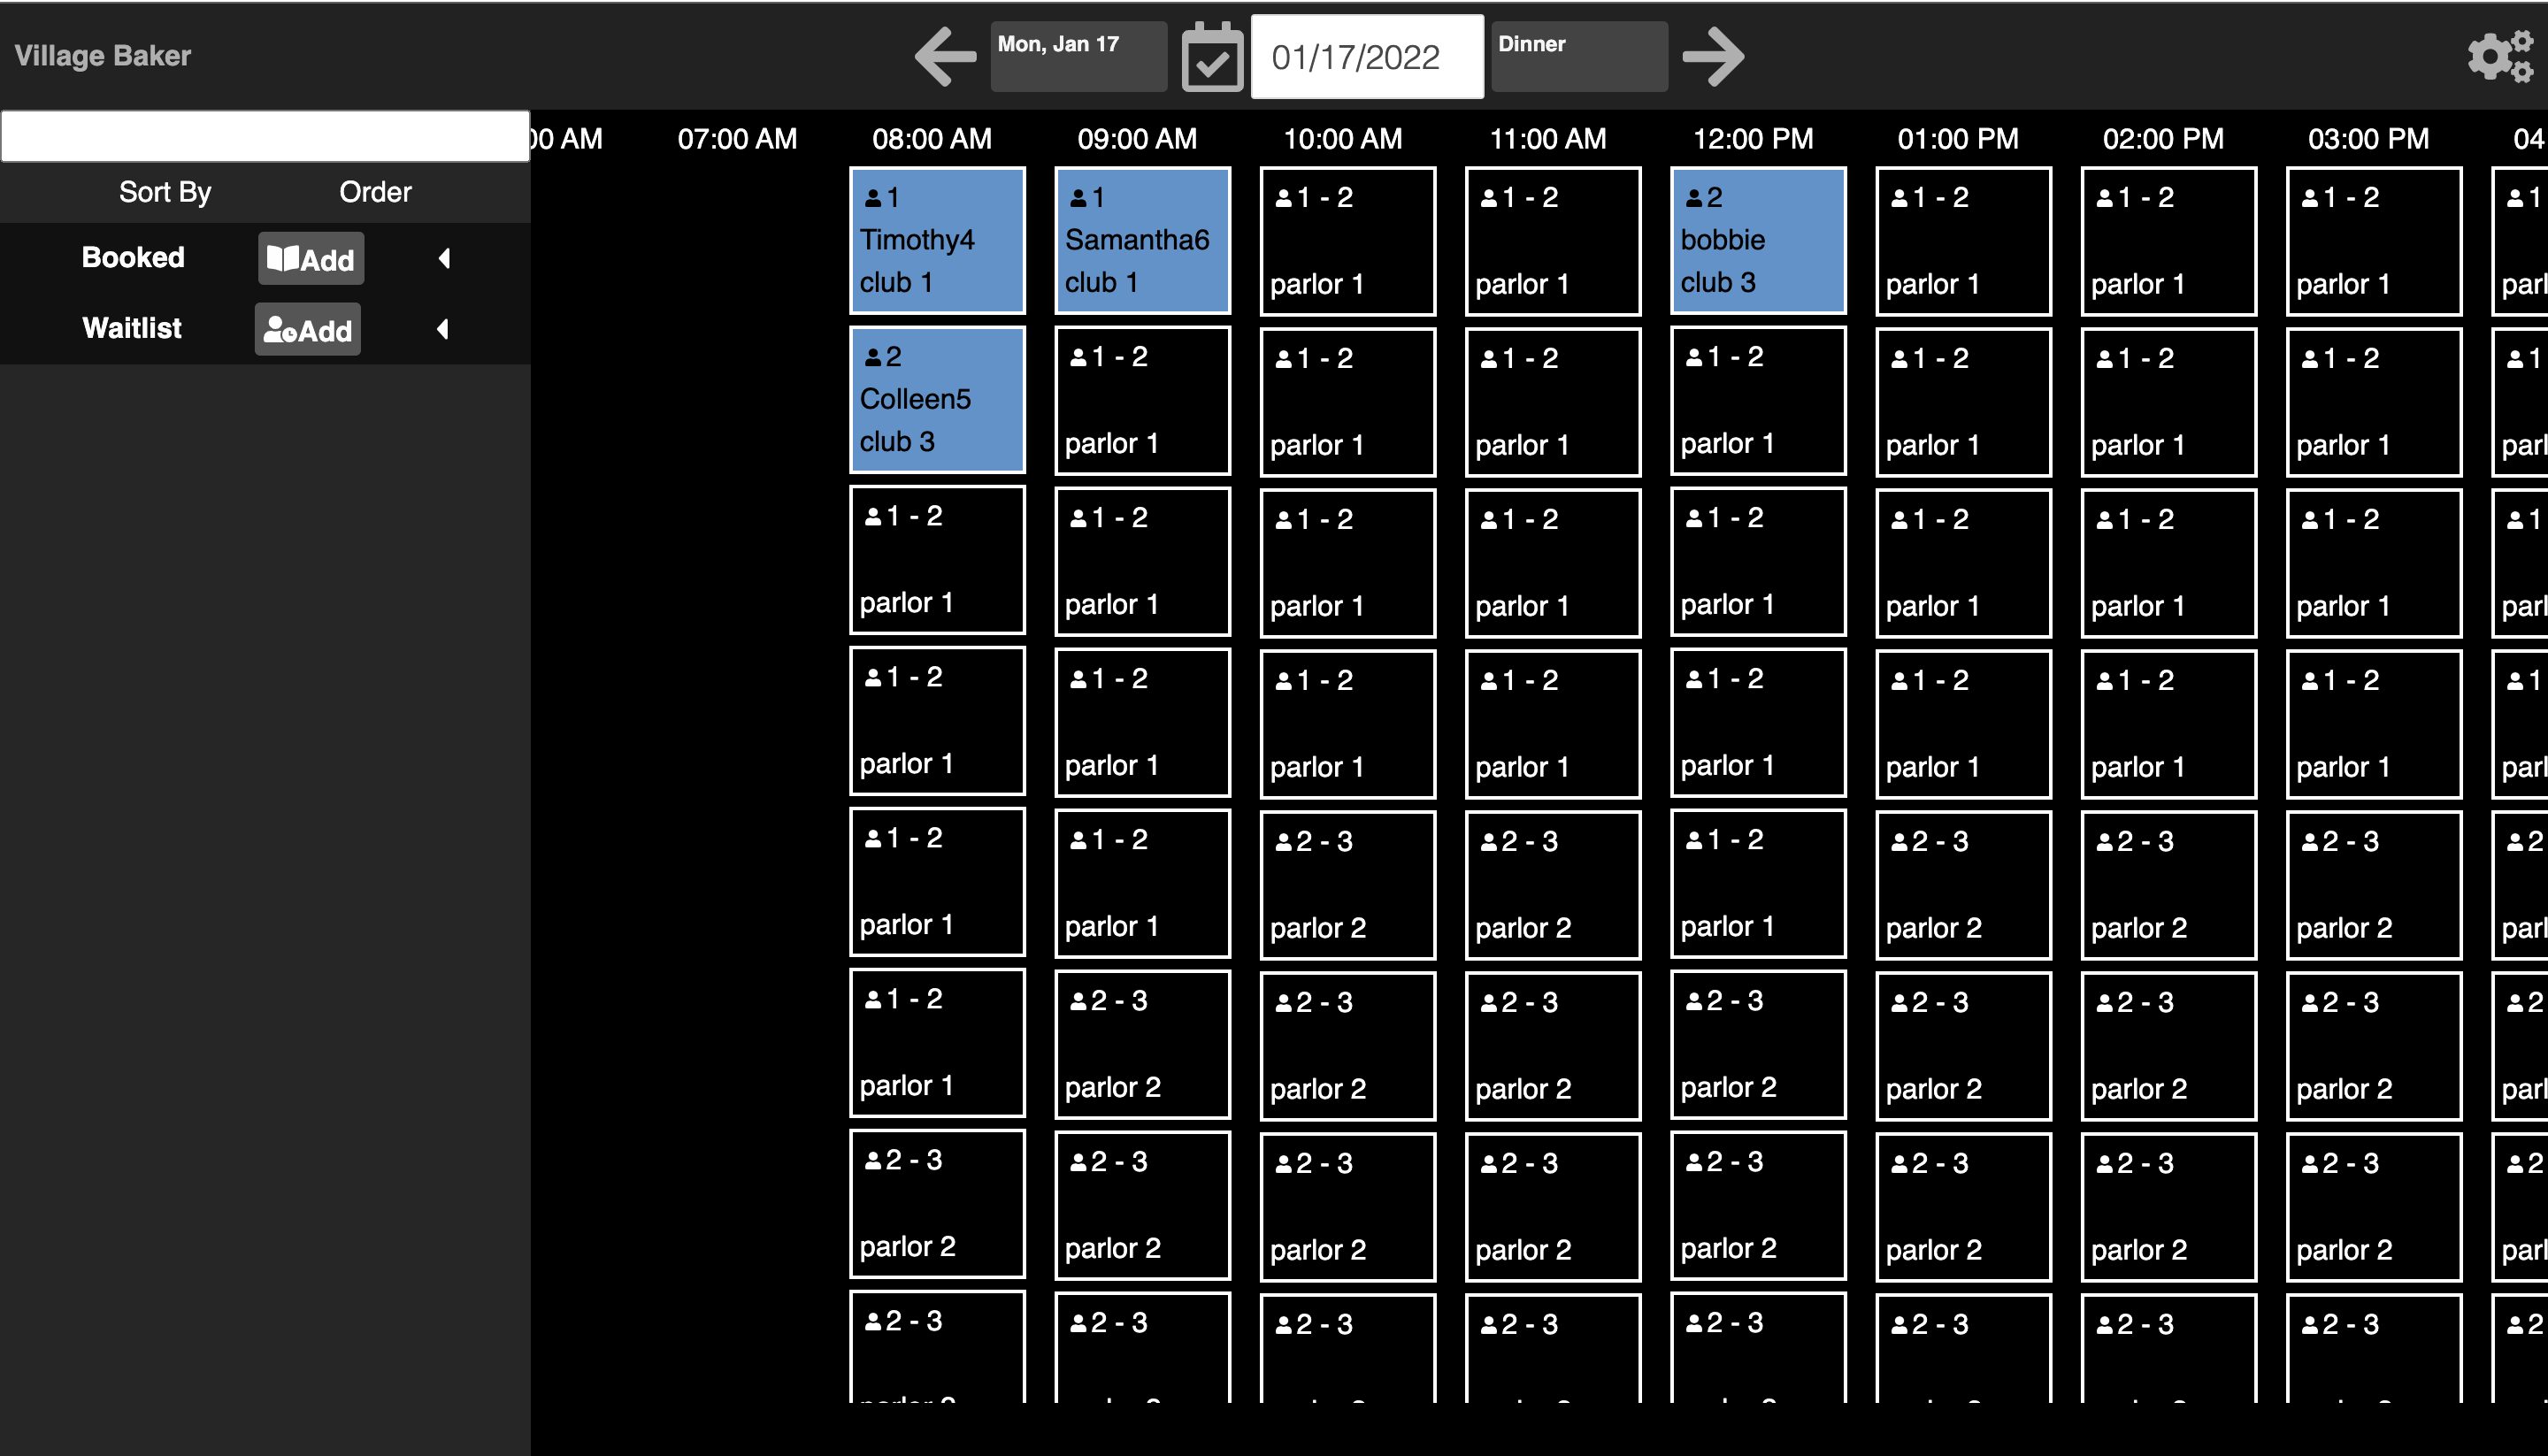 Village Baker
Mon, Jan 17
01/17/2022
Dinner
00 AM 07:00 AM 08:00 AM 09:00 AM 10:00 AM 11:00 AM 12:00 PM 01:00 PM 02:00 PM 03:00 PM 04
Sort By Order
Booked Add
Waitlist Add
1 1 1 - 2 1 - 2 2 1 - 2 1 - 2 1 - 2 1
Timothy4 Samantha6 bobbie
club 1 club 1 parlor 1 parlor 1 club 3 parlor 1 parlor 1 parlor 1 parl
2 1 - 2 1 - 2 1 - 2 1 - 2 1 - 2 1 - 2 1 - 2 1
Colleen5
club 3 parlor 1 parlor 1 parlor 1 parlor 1 parlor 1 parlor 1 parlor 1 parl
1 - 2 1 - 2 1 - 2 1 - 2 1 - 2 1 - 2 1 - 2 1 - 2 1
parlor 1 parlor 1 parlor 1 parlor 1 parlor 1 parlor 1 parlor 1 parlor 1 parl
1 - 2 1 - 2 1 - 2 1 - 2 1 - 2 1 - 2 1 - 2 1 - 2 1
parlor 1 parlor 1 parlor 1 parlor 1 parlor 1 parlor 1 parlor 1 parlor 1 parl
1 - 2 1 - 2 2 - 3 2 - 3 1 - 2 2 - 3 2 - 3 2 - 3 2
parlor 1 parlor 1 parlor 2 parlor 2 parlor 1 parlor 2 parlor 2 parlor 2 parl
1 - 2 2 - 3 2 - 3 2 - 3 2 - 3 2 - 3 2 - 3 2 - 3 2
parlor 1 parlor 2 parlor 2 parlor 2 parlor 2 parlor 2 parlor 2 parlor 2 parl
2 - 3 2 - 3 2 - 3 2 - 3 2 - 3 2 - 3 2 - 3 2 - 3 2
parlor 2 parlor 2 parlor 2 parlor 2 parlor 2 parlor 2 parlor 2 parlor 2 parl
2 - 3 2 - 3 2 - 3 2 - 3 2 - 3 2 - 3 2 - 3 2 - 3 2